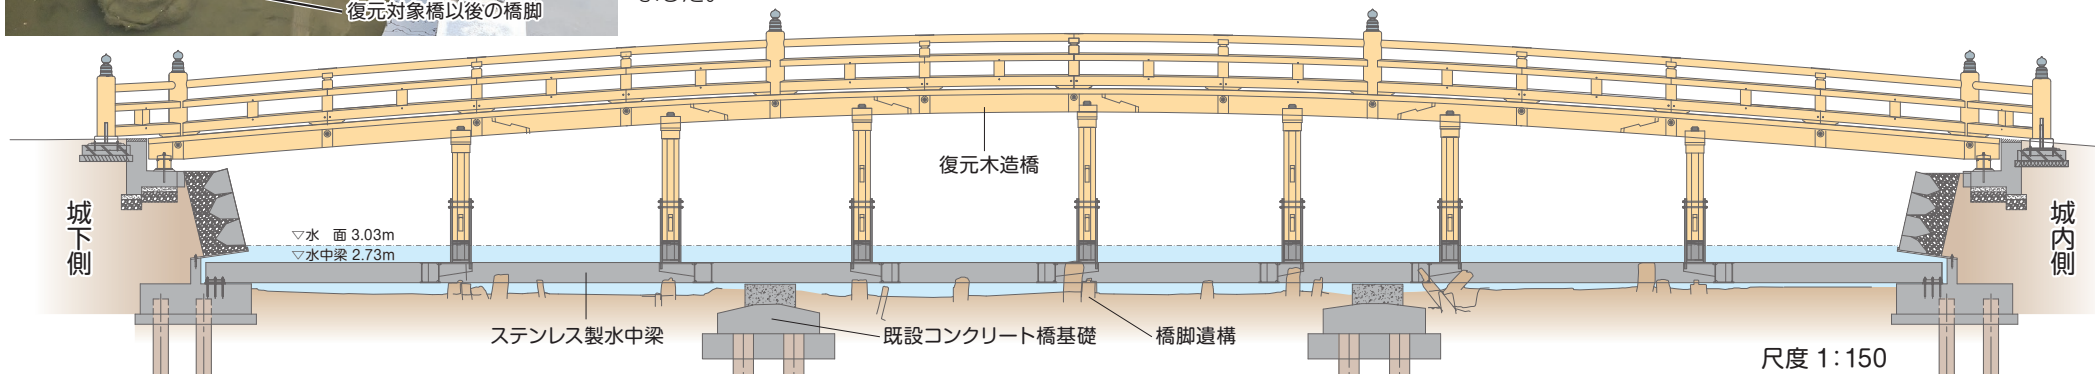 復元対象橋以後の橋脚
ました。
復元木造橋
城下側
▽水　面 3.03m
▽水中梁 2.73m
城内側
ステンレス製水中梁
既設コンクリート橋基礎
橋脚遺構
尺度 1：150